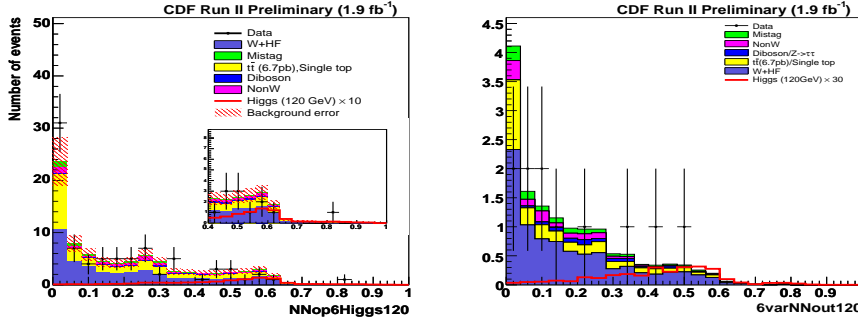 CDF Run II Preliminary (1.9 fb⁻¹)
Number of events
50
40
30
20
10
0
Data
W+HF
Mistag
tt̄ (6.7pb),Single top
Diboson
NonW
Higgs (120 GeV) × 10
Background error
0.4 0.5 0.6 0.7 0.8 0.9 1
0 0.1 0.2 0.3 0.4 0.5 0.6 0.7 0.8 0.9 1
NNop6Higgs120
CDF Run II Preliminary (1.9 fb⁻¹)
4.5
4
3.5
3
2.5
2
1.5
1
0.5
0
Data
Mistag
NonW
Diboson/Z->ττ
tt̄(6.7pb)/Single top
W+HF
Higgs (120GeV) × 30
0 0.1 0.2 0.3 0.4 0.5 0.6 0.7 0.8 0.9
6varNNout120